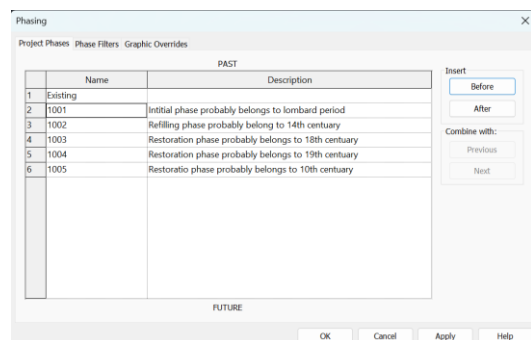 Phasing
Project Phases Phase Filters Graphic Overrides
PAST
Name Description
1 Existing
2 1001 Intitial phase probably belongs to lombard period
3 1002 Refilling phase probably belong to 14th centuary
4 1003 Restoration phase probably belongs to 18th centuary
5 1004 Restoration phase probably belongs to 19th centuary
6 1005 Restoratio phase probably belongs to 10th centuary
FUTURE
Insert
Before
After
Combine with:
Previous
Next
OK Cancel Apply Help